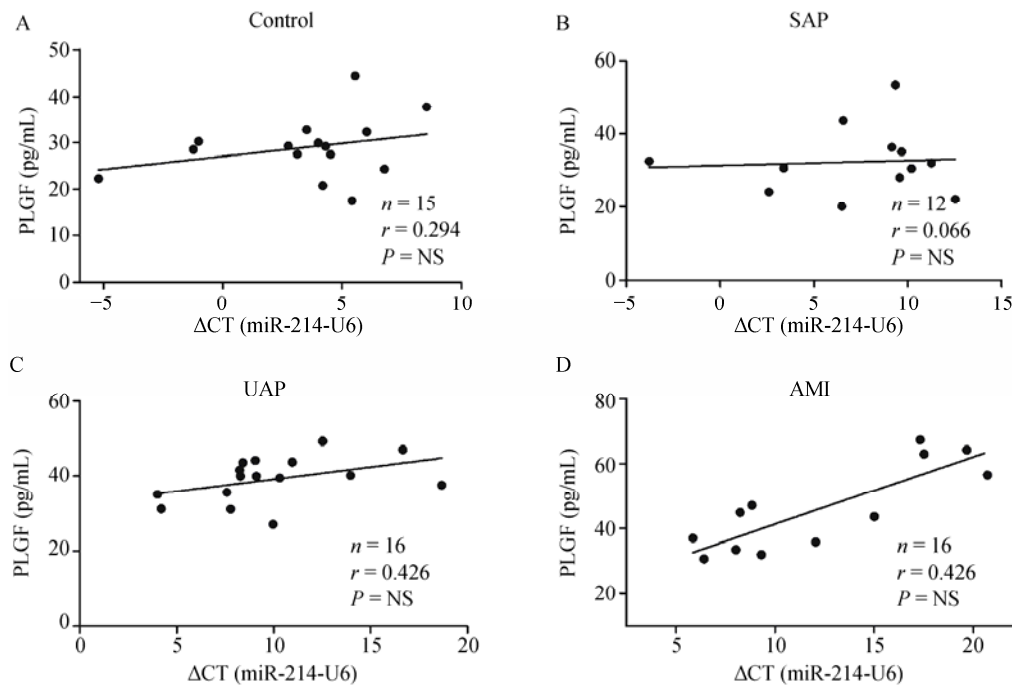 A
Control
PLGF (pg/mL)
50
40
30
20
10
0
n = 15
r = 0.294
P = NS
−5
0
5
10
ΔCT (miR-214-U6)
B
SAP
PLGF (pg/mL)
60
40
20
0
n = 12
r = 0.066
P = NS
−5
0
5
10
15
ΔCT (miR-214-U6)
C
UAP
PLGF (pg/mL)
60
40
20
0
n = 16
r = 0.426
P = NS
0
5
10
15
20
ΔCT (miR-214-U6)
D
AMI
PLGF (pg/mL)
80
60
40
20
n = 16
r = 0.426
P = NS
5
10
15
20
ΔCT (miR-214-U6)